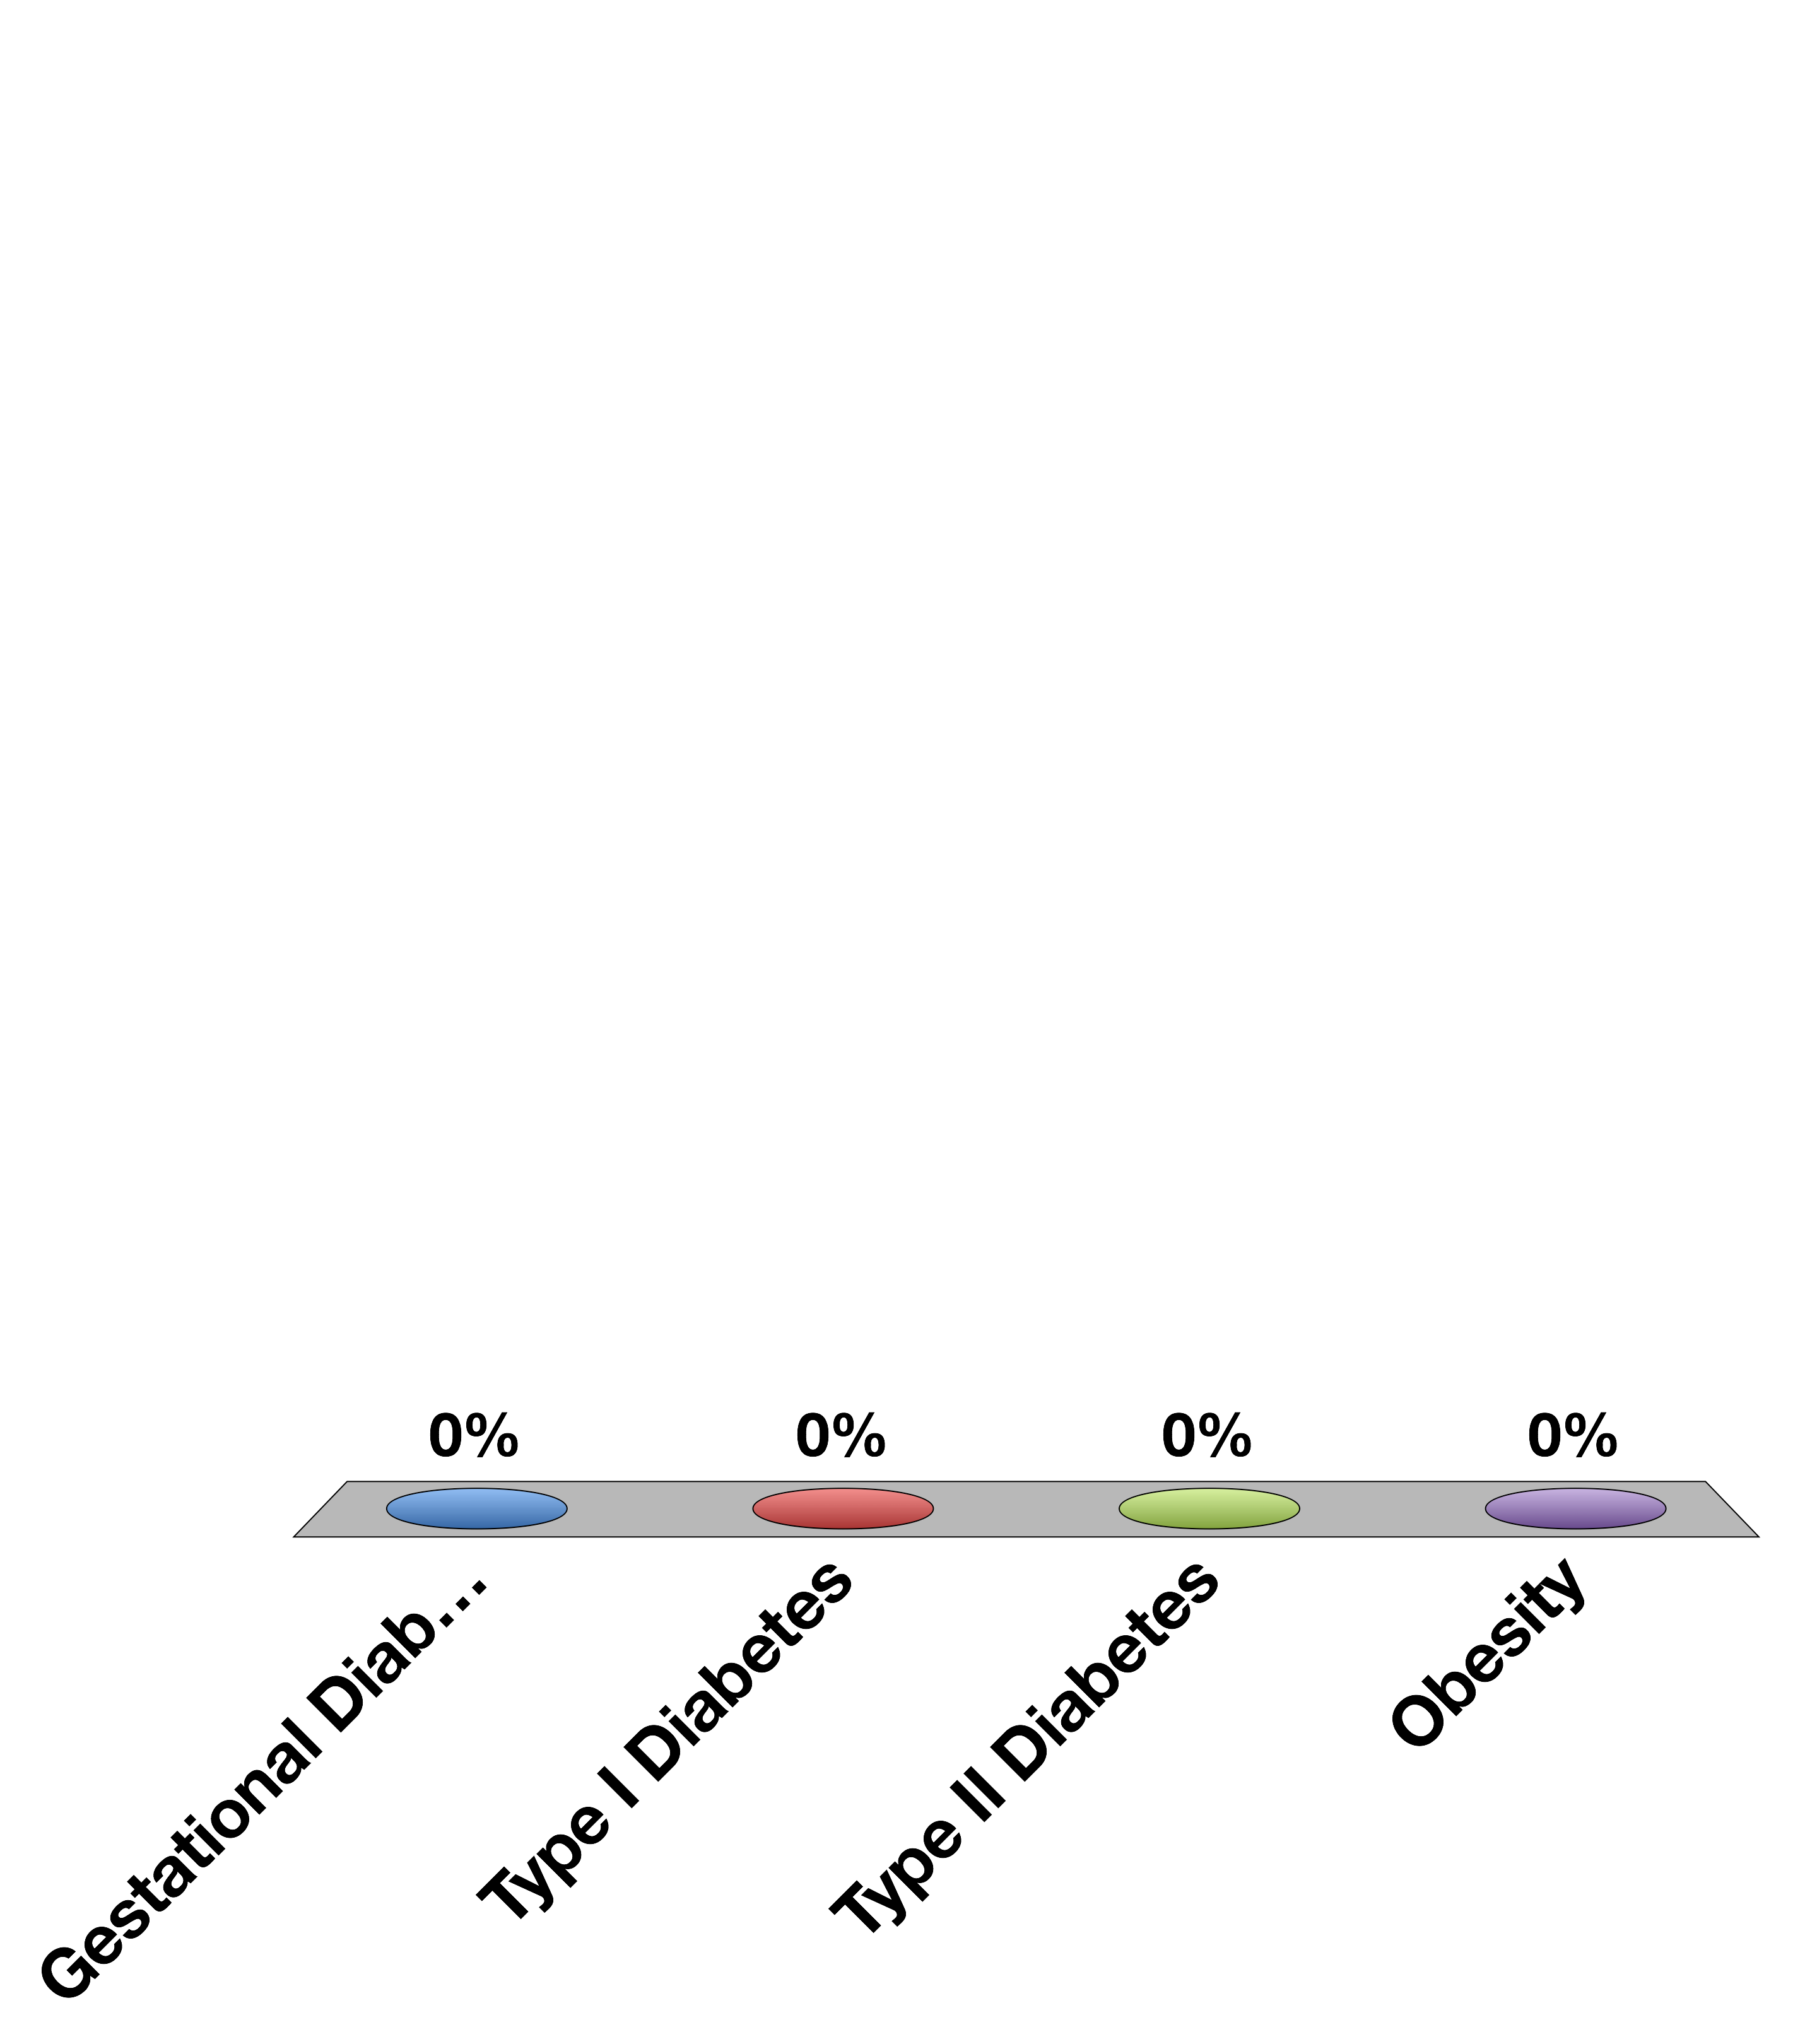 0% 0% 0% 0%
Gestational Diab...
Type I Diabetes
Type II Diabetes
Obesity